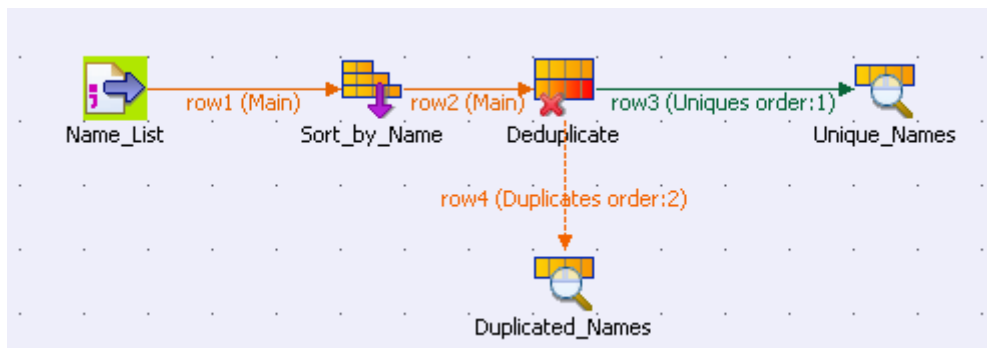 row1 (Main)
row2 (Main)
row3 (Uniques order:1)
Name_List
Sort_by_Name
Deduplicate
Unique_Names
row4 (Duplicates order:2)
Duplicated_Names